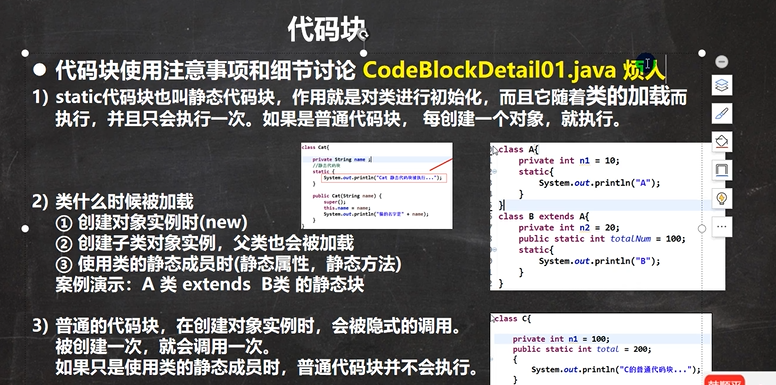 代码块
● 代码块使用注意事项和细节讨论 CodeBlockDetail01.java 烦人
1) static代码块也叫静态代码块，作用就是对类进行初始化，而且它随着类的加载而
执行，并且只会执行一次。如果是普通代码块， 每创建一个对象，就执行。
class Cat{
private String name ;
//静态代码块
static {
System.out.println("Cat 静态代码块被执行...");
}
public Cat(String name) {
super();
this.name = name;
System.out.println("猫的名字是" + name);
}
class A{
private int n1 = 10;
static{
System.out.println("A");
}
}
class B extends A{
private int n2 = 20;
public static int totalNum = 100;
static{
System.out.println("B");
}
}
2) 类什么时候被加载
① 创建对象实例时(new)
② 创建子类对象实例，父类也会被加载
③ 使用类的静态成员时(静态属性，静态方法)
案例演示：A 类 extends B类 的静态块
3) 普通的代码块，在创建对象实例时，会被隐式的调用。
被创建一次，就会调用一次。
如果只是使用类的静态成员时，普通代码块并不会执行。
class C{
private int n1 = 100;
public static int total = 200;
{
System.out.println("C的普通代码块...");
}